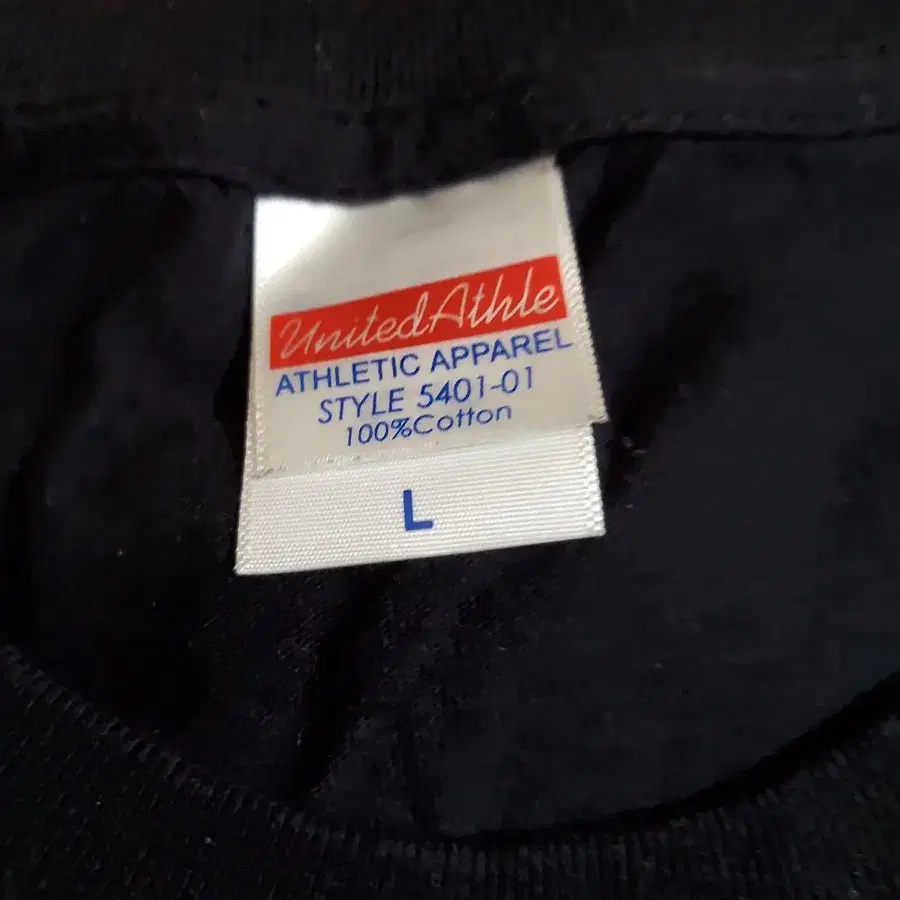 UnitedAthle
ATHLETIC APPAREL
STYLE 5401-01
100%Cotton
L